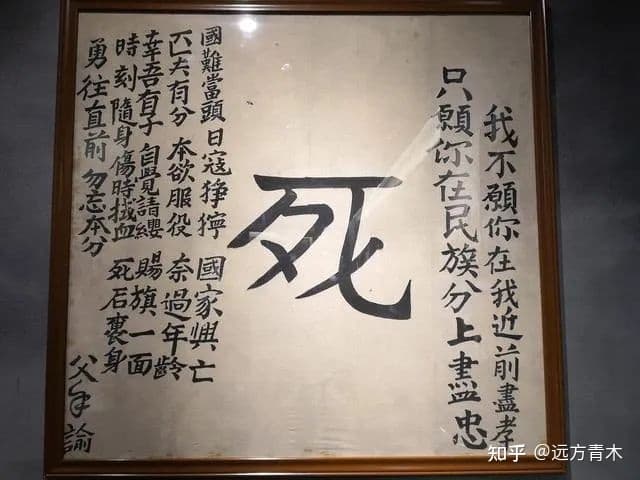 我不願你在我近前盡孝
只願你在民族分上盡忠
死
國難當頭 日寇猙獰 國家興亡
匹夫有分 本欲服役 奈過年齡
幸吾有子 自覺請纓 賜旗一面
時刻隨身 傷時拭血 死后裹身
勇往直前 勿忘本分
父手諭
知乎 @远方青木